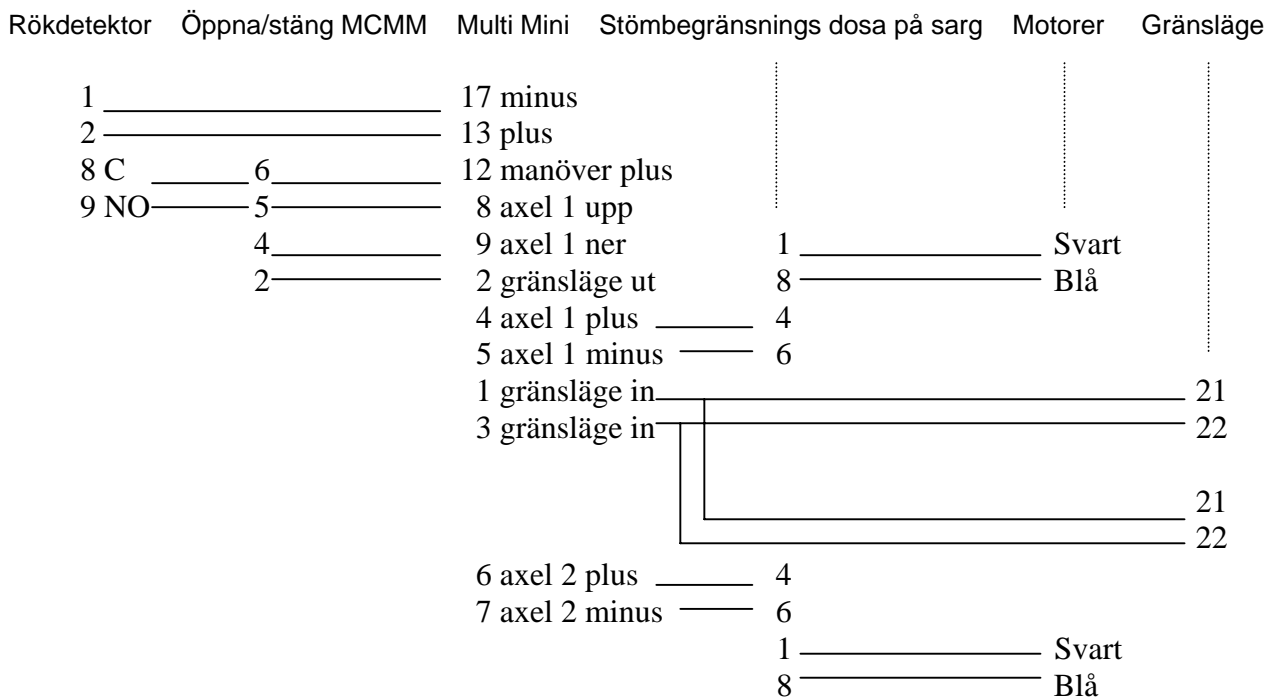 Rökdetektor Öppna/stäng MCMM Multi Mini Stömbegränsnings dosa på sarg Motorer Gränsläge
1 17 minus
2 13 plus
8 C 6 12 manöver plus
9 NO 5 8 axel 1 upp
4 9 axel 1 ner 1 Svart
2 2 gränsläge ut 8 Blå
4 axel 1 plus 4
5 axel 1 minus 6
1 gränsläge in 21
3 gränsläge in 22
21
22
6 axel 2 plus 4
7 axel 2 minus 6
1 Svart
8 Blå